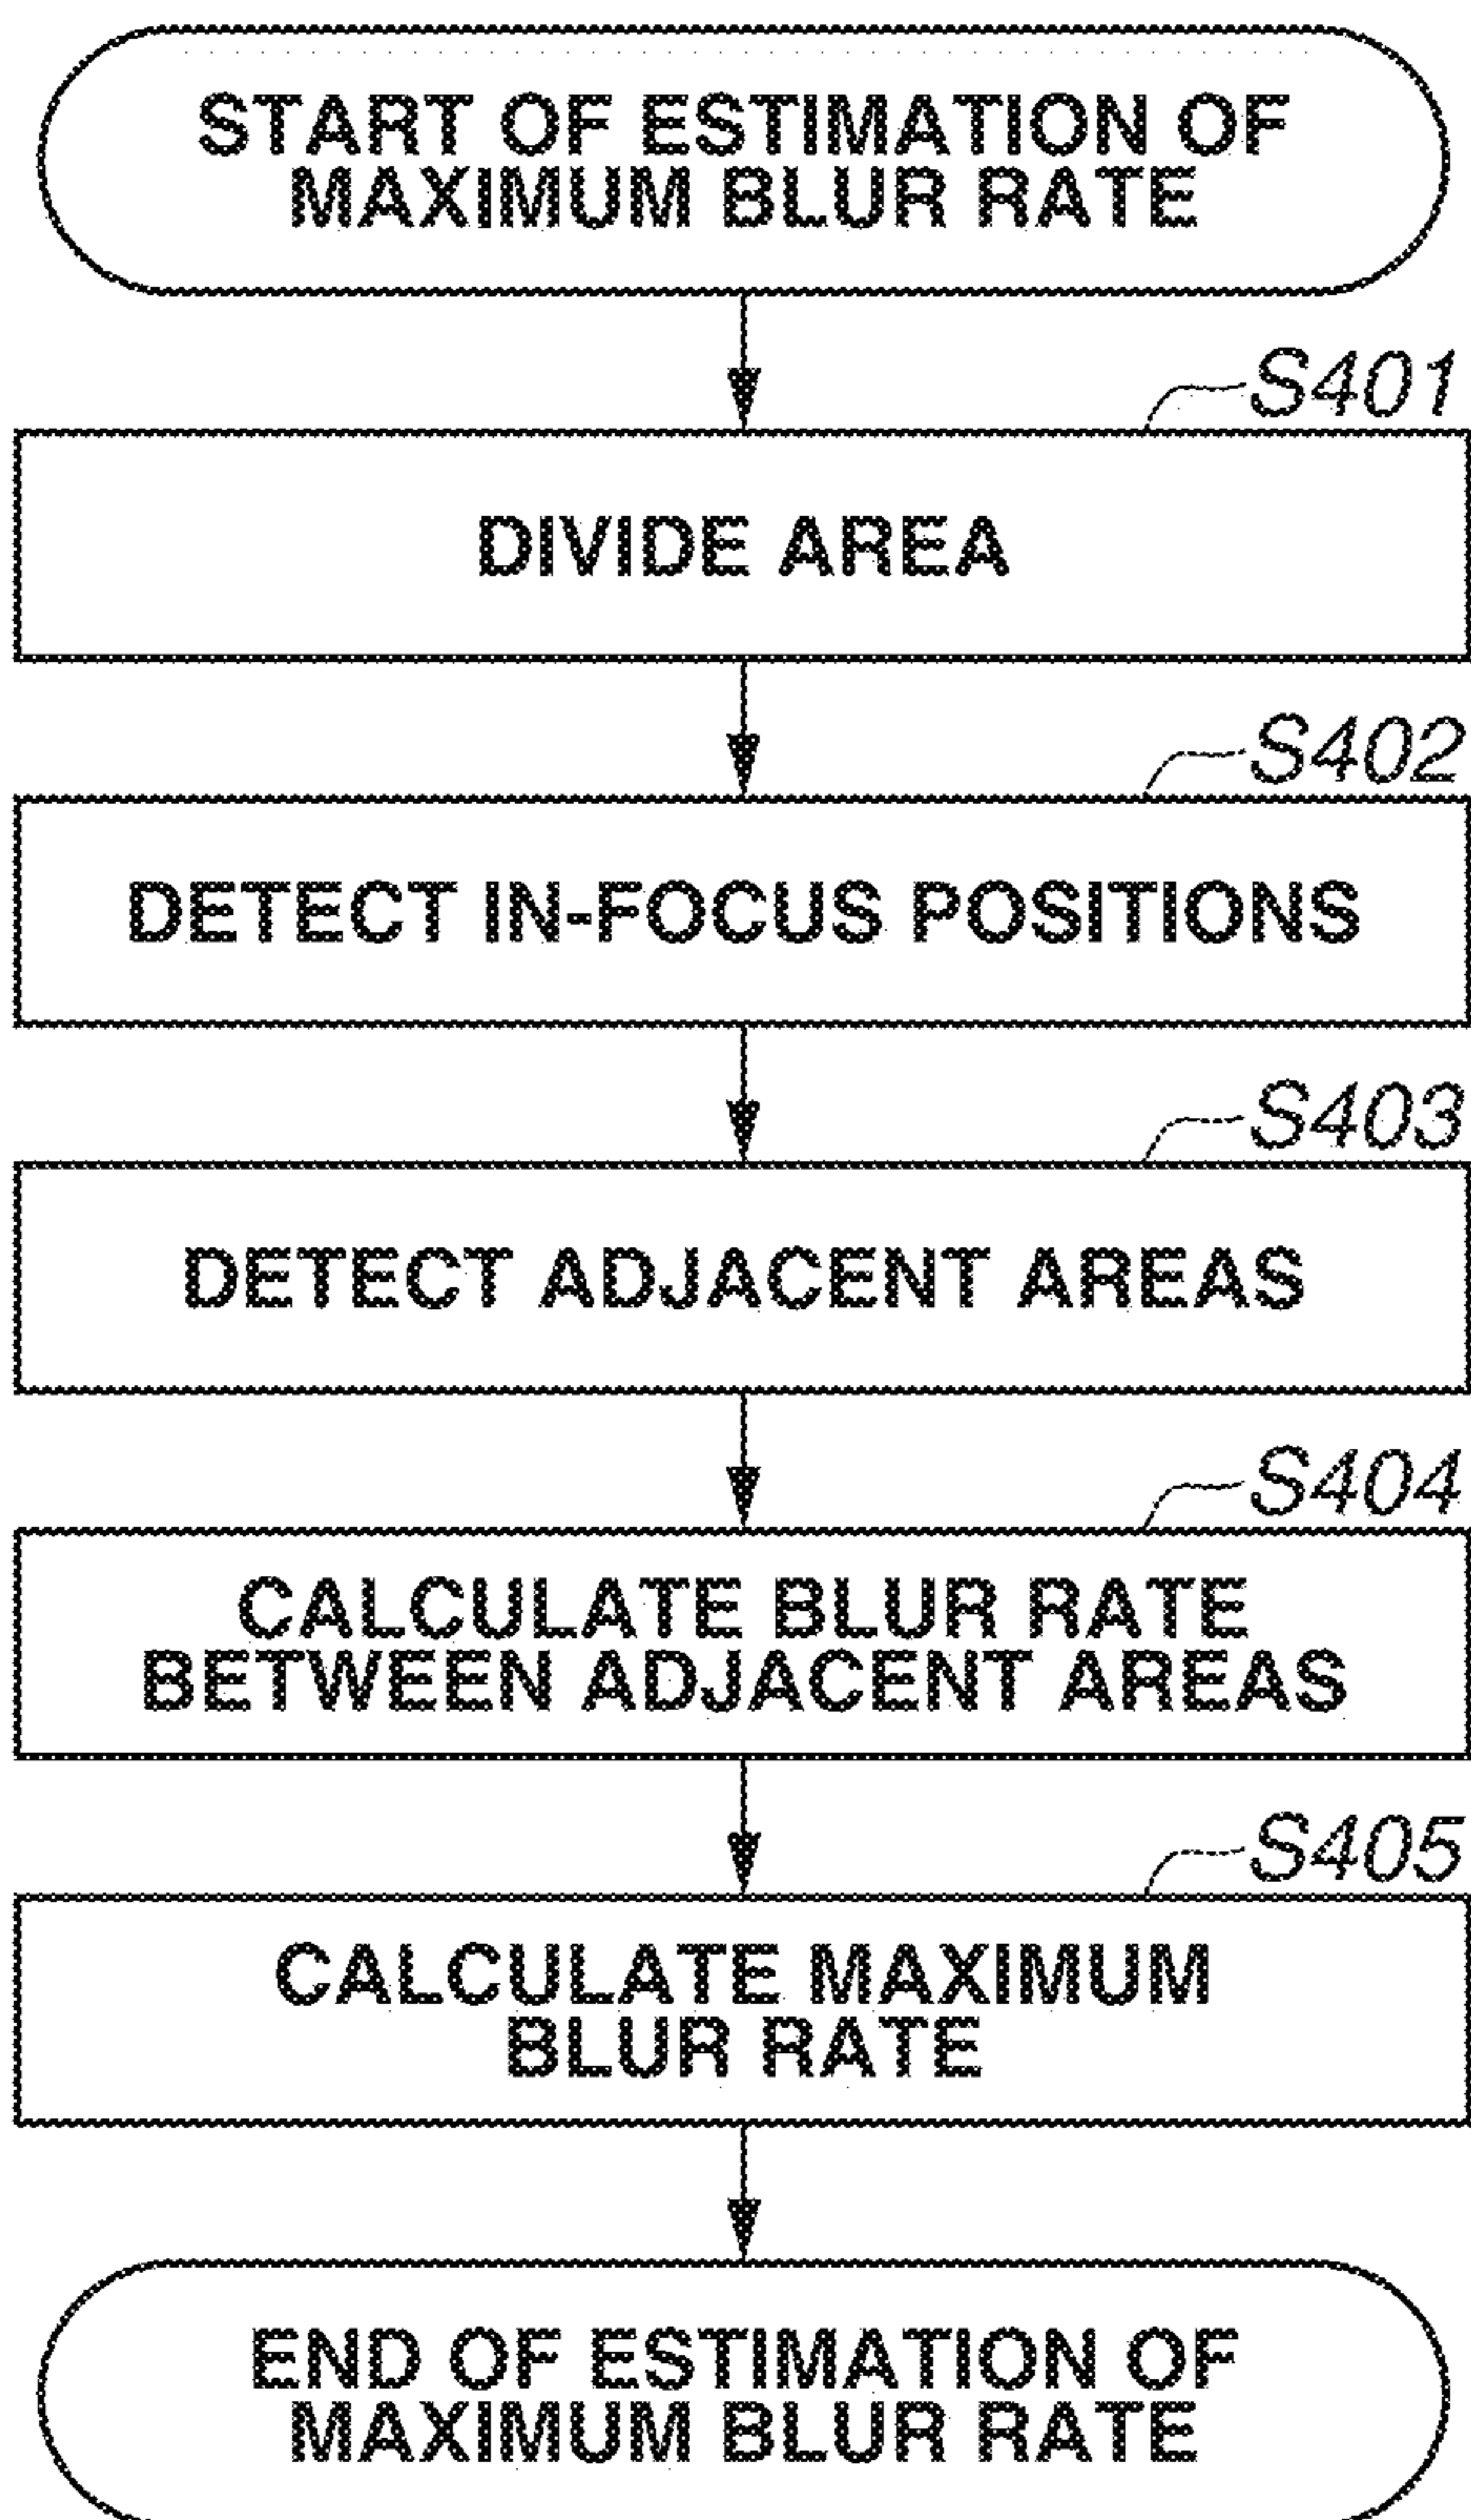 START OF ESTIMATION OF
MAXIMUM BLUR RATE
S401
DIVIDE AREA
S402
DETECT IN-FOCUS POSITIONS
S403
DETECT ADJACENT AREAS
S404
CALCULATE BLUR RATE
BETWEEN ADJACENT AREAS
S405
CALCULATE MAXIMUM
BLUR RATE
END OF ESTIMATION OF
MAXIMUM BLUR RATE